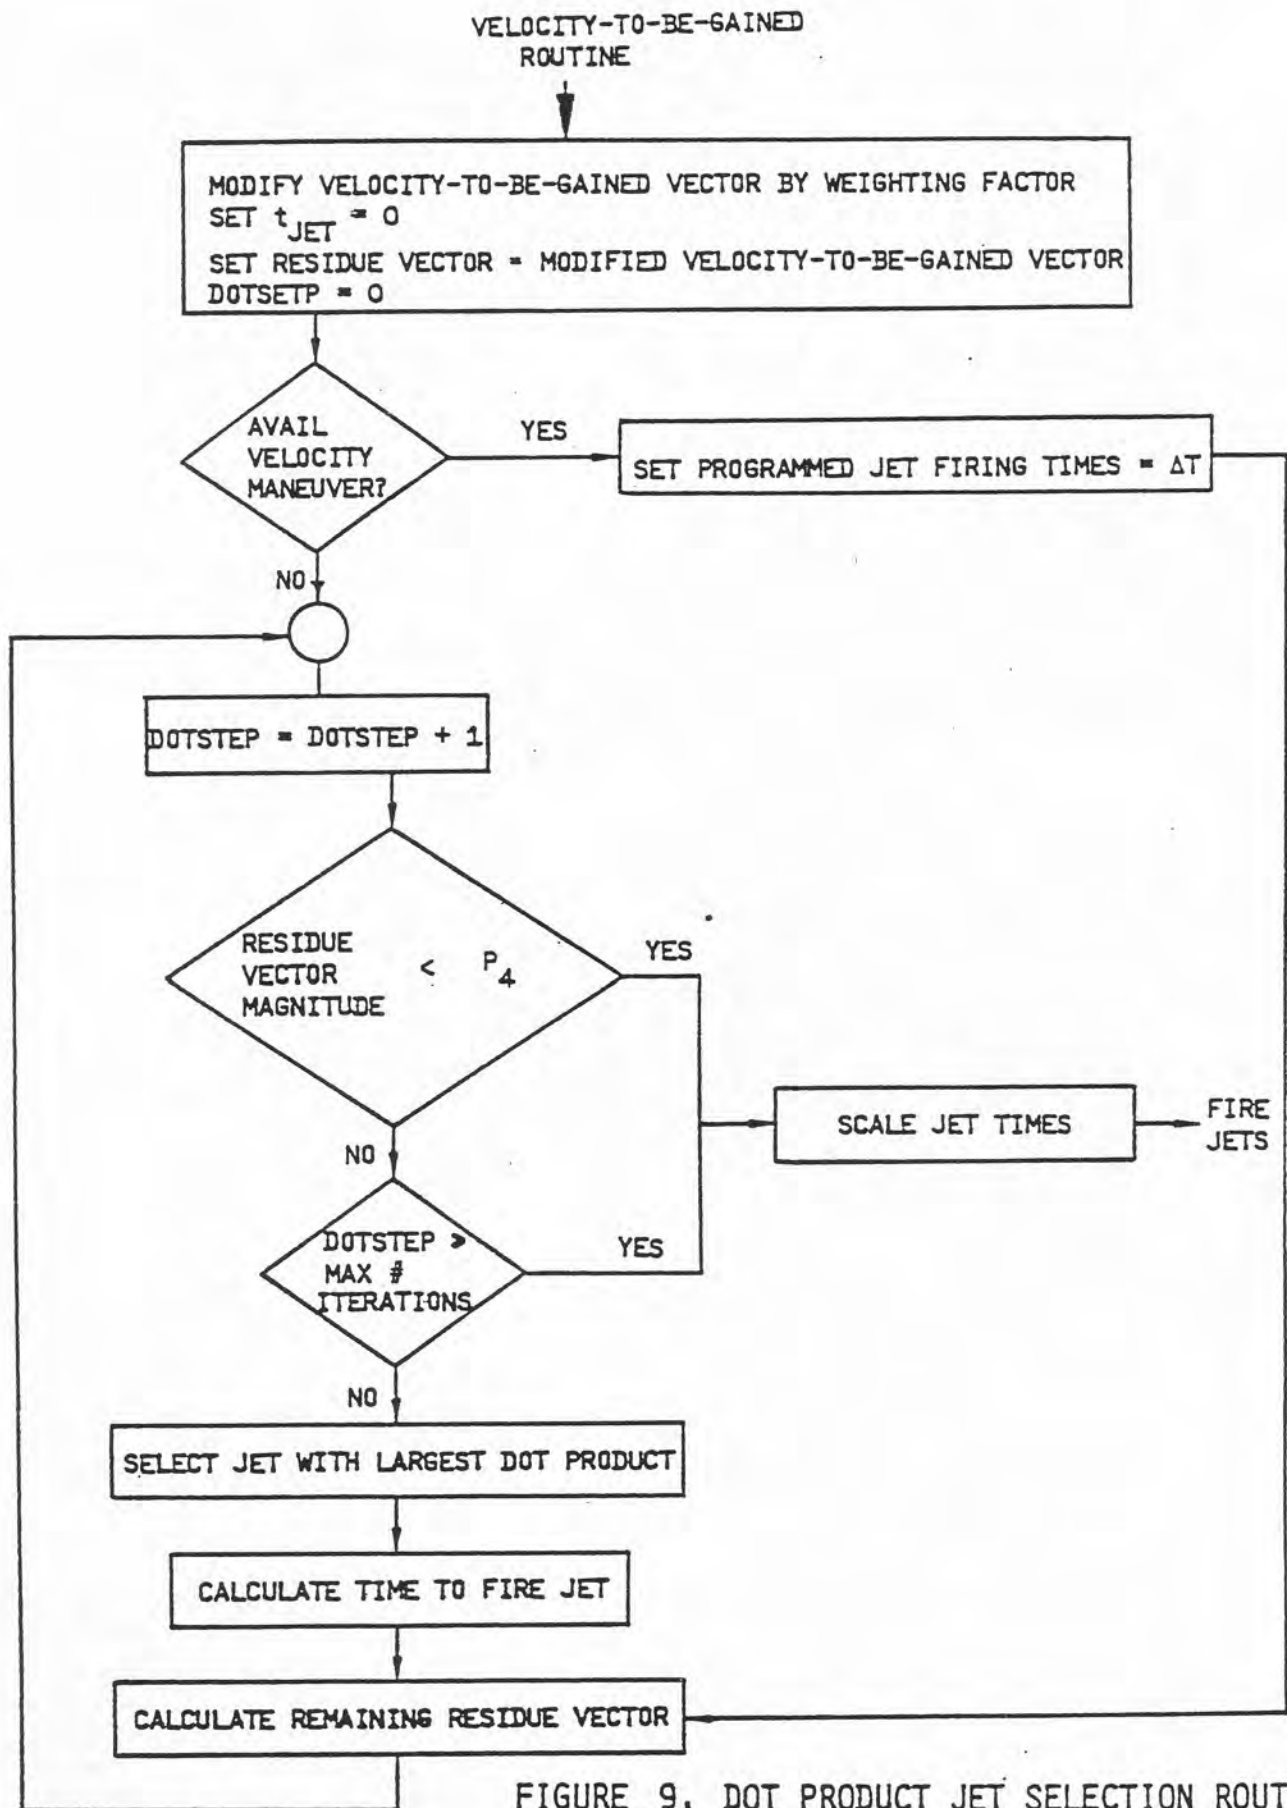 VELOCITY-TO-BE-GAINED
ROUTINE
MODIFY VELOCITY-TO-BE-GAINED VECTOR BY WEIGHTING FACTOR
SET t_JET = 0
SET RESIDUE VECTOR = MODIFIED VELOCITY-TO-BE-GAINED VECTOR
DOTSETP = 0
AVAIL
VELOCITY
MANEUVER?
YES
SET PROGRAMMED JET FIRING TIMES = ΔT
NO
DOTSTEP = DOTSTEP + 1
RESIDUE
VECTOR < P_4
MAGNITUDE
YES
SCALE JET TIMES
FIRE
JETS
NO
DOTSTEP >
MAX #
ITERATIONS
YES
NO
SELECT JET WITH LARGEST DOT PRODUCT
CALCULATE TIME TO FIRE JET
CALCULATE REMAINING RESIDUE VECTOR
FIGURE 9. DOT PRODUCT JET SELECTION ROUT